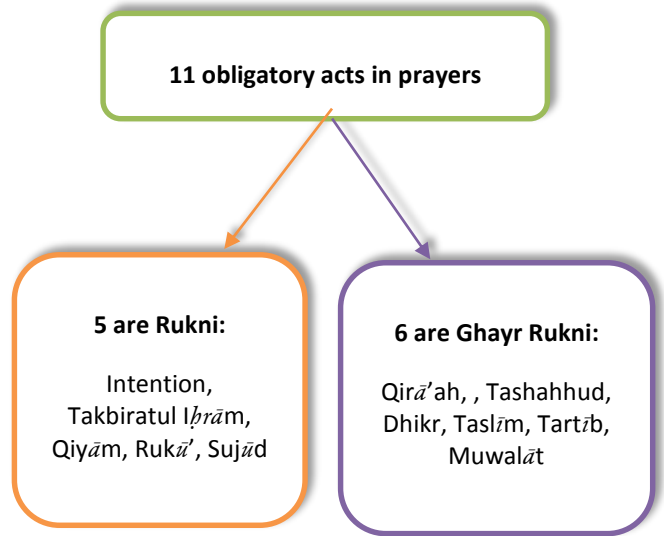 11 obligatory acts in prayers
5 are Rukni:
Intention,
Takbiratul Iḥrām,
Qiyām, Rukū’, Sujūd
6 are Ghayr Rukni:
Qirā’ah, , Tashahhud,
Dhikr, Taslīm, Tartīb,
Muwalāt